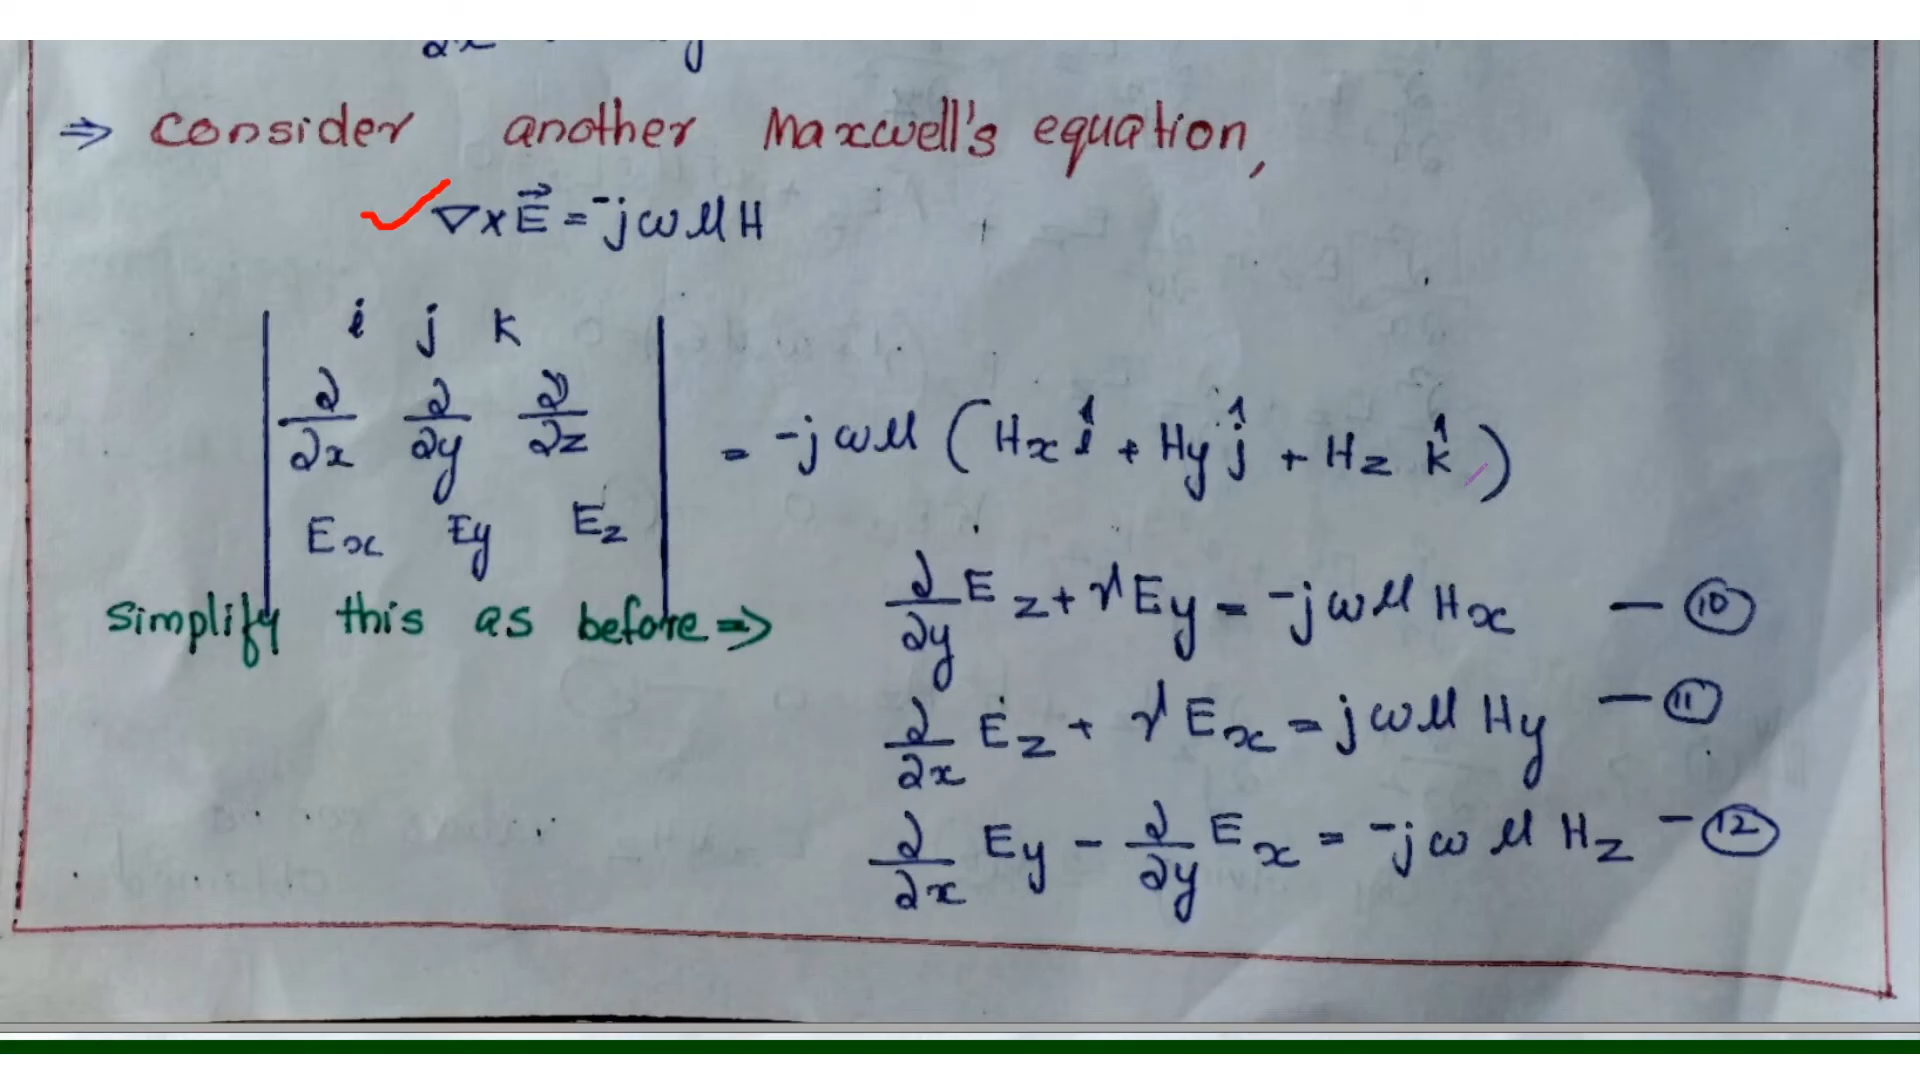 ⇒ Consider another Maxwell's equation,
∇×E⃗ = -jωμH
i j k
∂/∂x ∂/∂y ∂/∂z = -jωμ (Hx î + Hy ĵ + Hz k̂)
Ex Ey Ez
Simplify this as before ⇒ ∂/∂y Ez + γEy = -jωμ Hx — ⑩
∂/∂x Ez + γEx = jωμ Hy — ⑪
∂/∂x Ey - ∂/∂y Ex = -jωμ Hz — ⑫